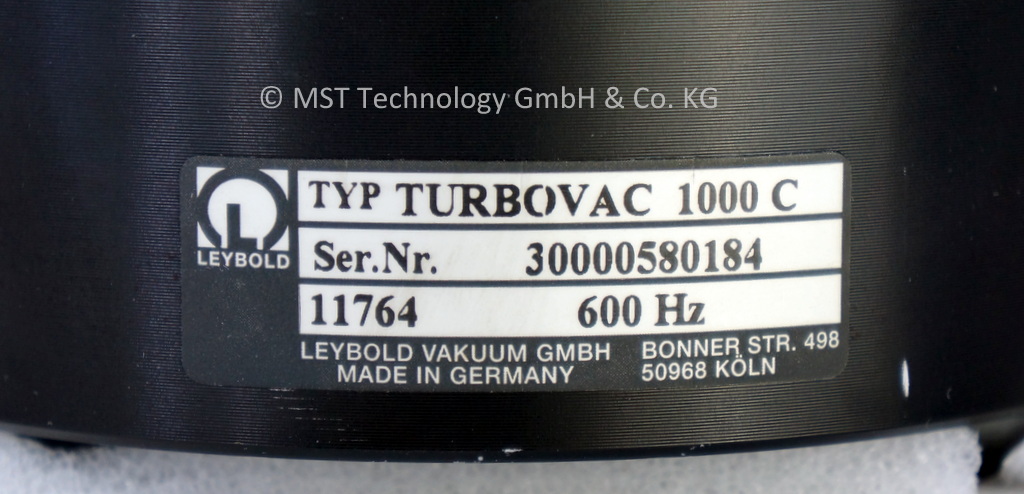 © MST Technology GmbH & Co. KG
TYP TURBOVAC 1000 C
LEYBOLD
Ser.Nr. 30000580184
11764 600 Hz
LEYBOLD VAKUUM GMBH BONNER STR. 498
MADE IN GERMANY 50968 KÖLN